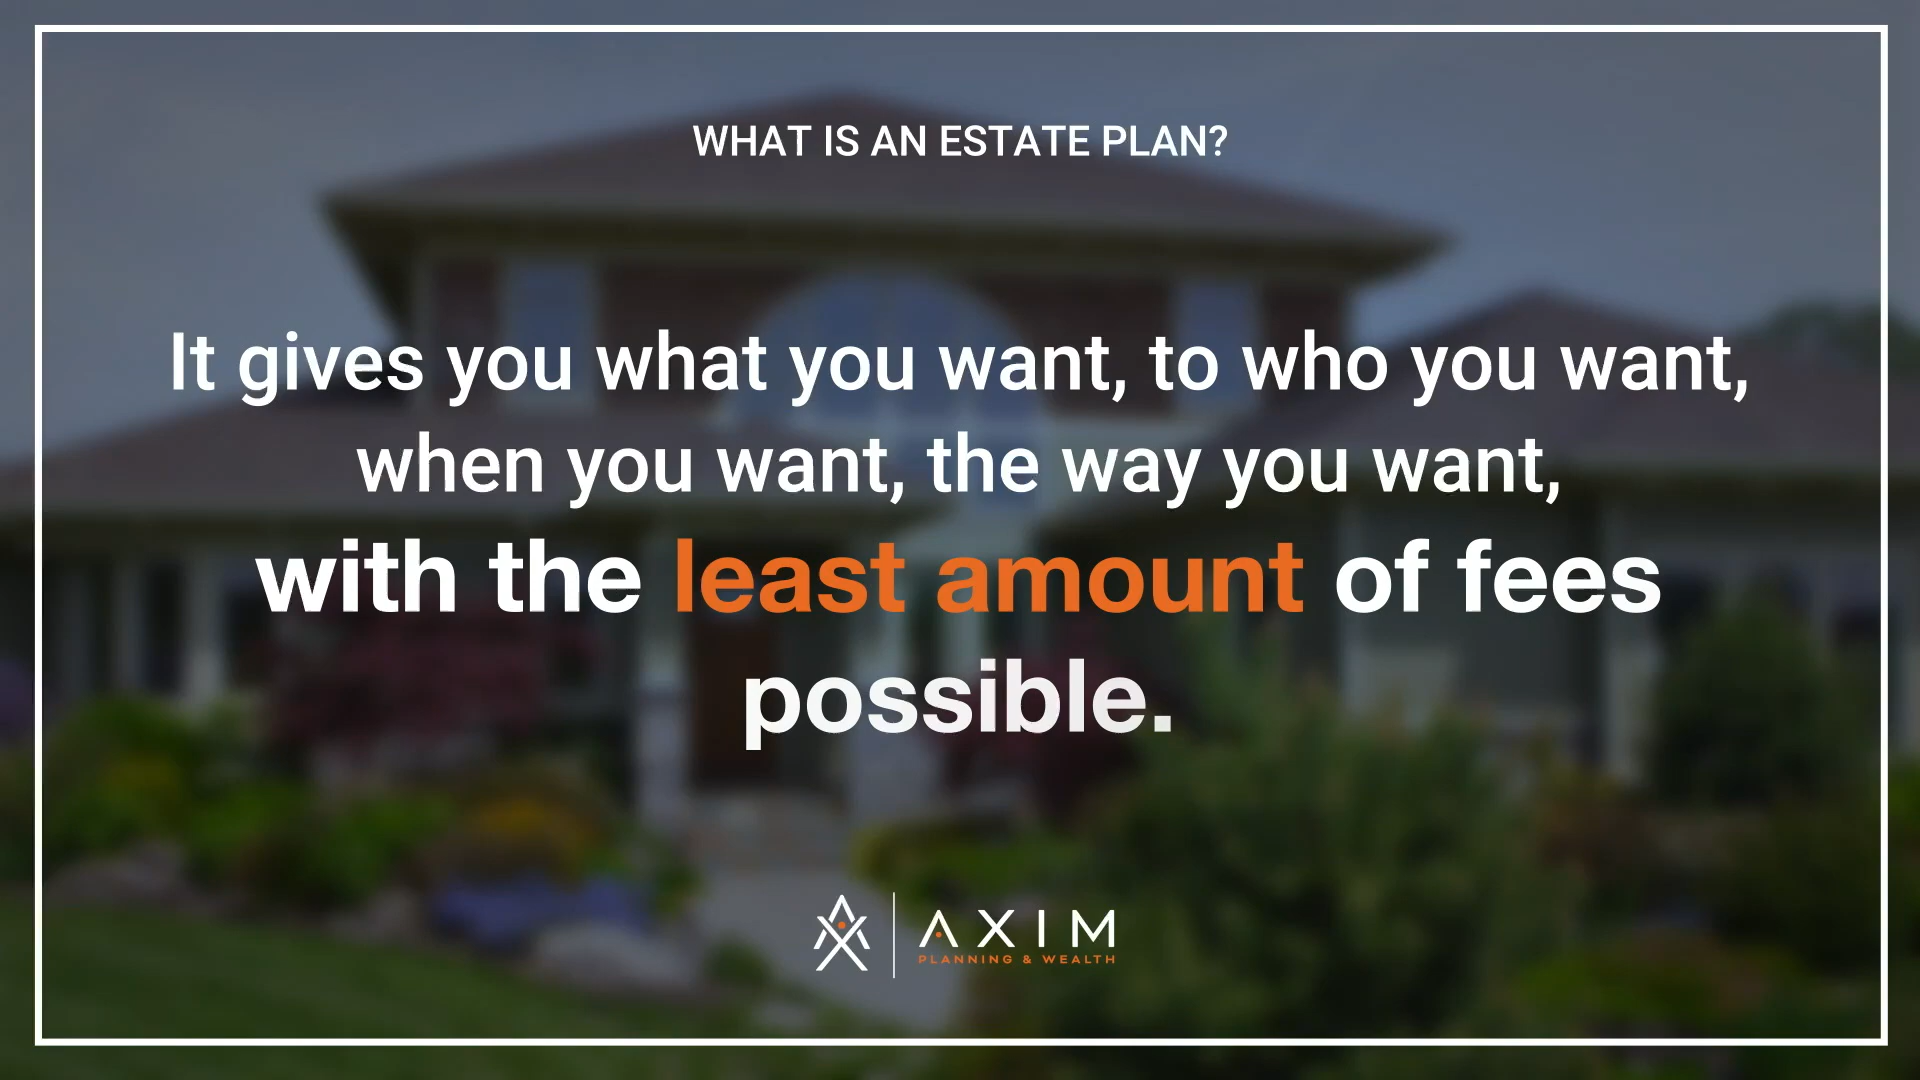 WHAT IS AN ESTATE PLAN?
It gives you what you want, to who you want,
when you want, the way you want,
with the least amount of fees
possible.
AXIM
PLANNING & WEALTH